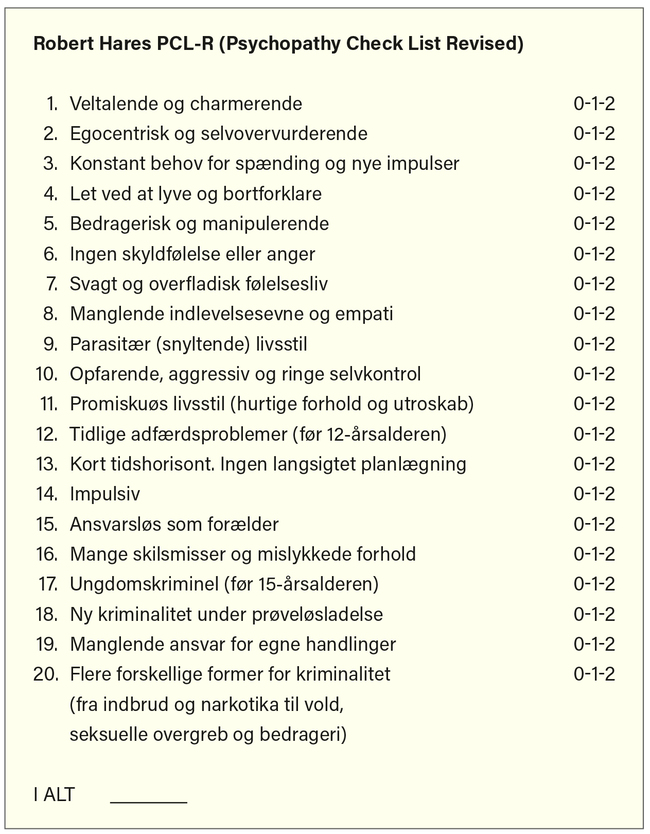 Robert Hares PCL-R (Psychopathy Check List Revised)
1. Veltalende og charmerende 0-1-2
2. Egocentrisk og selvovervurderende 0-1-2
3. Konstant behov for spænding og nye impulser 0-1-2
4. Let ved at lyve og bortforklare 0-1-2
5. Bedragerisk og manipulerende 0-1-2
6. Ingen skyldfølelse eller anger 0-1-2
7. Svagt og overfladisk følelsesliv 0-1-2
8. Manglende indlevelsesevne og empati 0-1-2
9. Parasitær (snyltende) livsstil 0-1-2
10. Opfarende, aggressiv og ringe selvkontrol 0-1-2
11. Promiskuøs livsstil (hurtige forhold og utroskab) 0-1-2
12. Tidlige adfærdsproblemer (før 12-årsalderen) 0-1-2
13. Kort tidshorisont. Ingen langsigtet planlægning 0-1-2
14. Impulsiv 0-1-2
15. Ansvarsløs som forælder 0-1-2
16. Mange skilsmisser og mislykkede forhold 0-1-2
17. Ungdomskriminel (før 15-årsalderen) 0-1-2
18. Ny kriminalitet under prøveløsladelse 0-1-2
19. Manglende ansvar for egne handlinger 0-1-2
20. Flere forskellige former for kriminalitet 0-1-2
(fra indbrud og narkotika til vold,
seksuelle overgreb og bedrageri)
I ALT ________